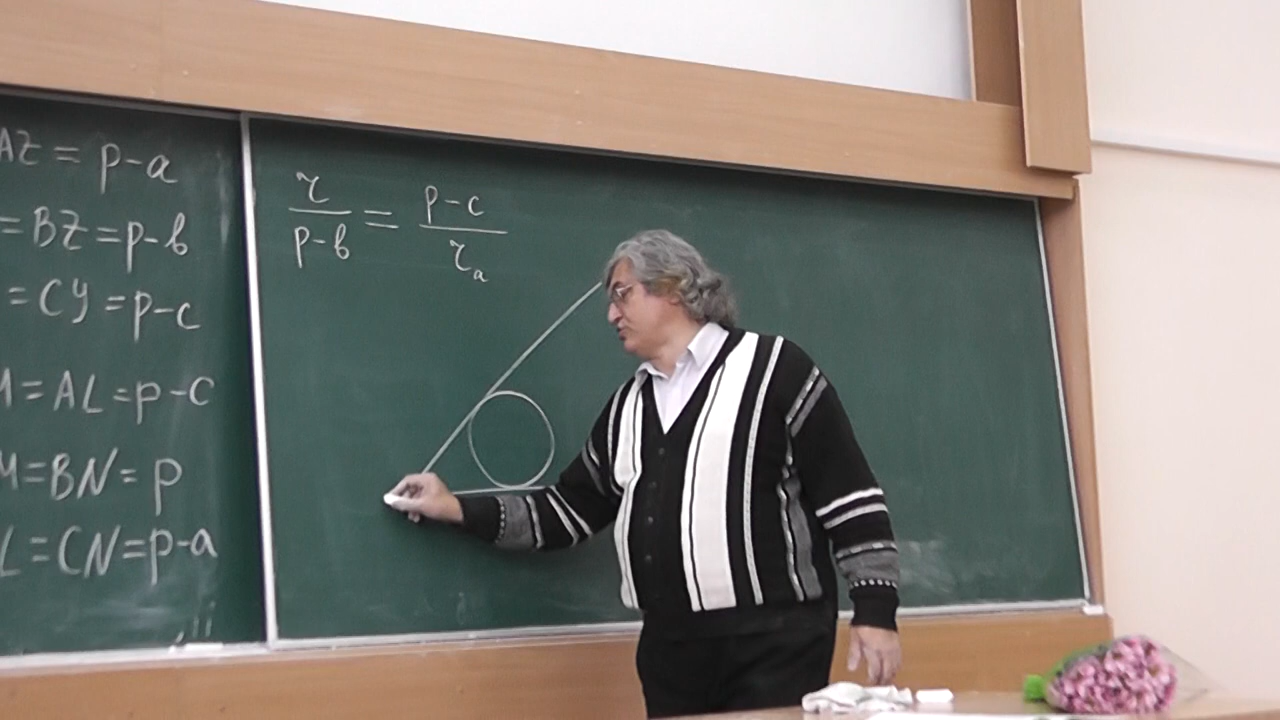 AZ = p-a
= BZ = p-b
= CY = p-c
= AL = p-c
M = BN = p
L = CN = p-a
r/(p-b) = (p-c)/r_a